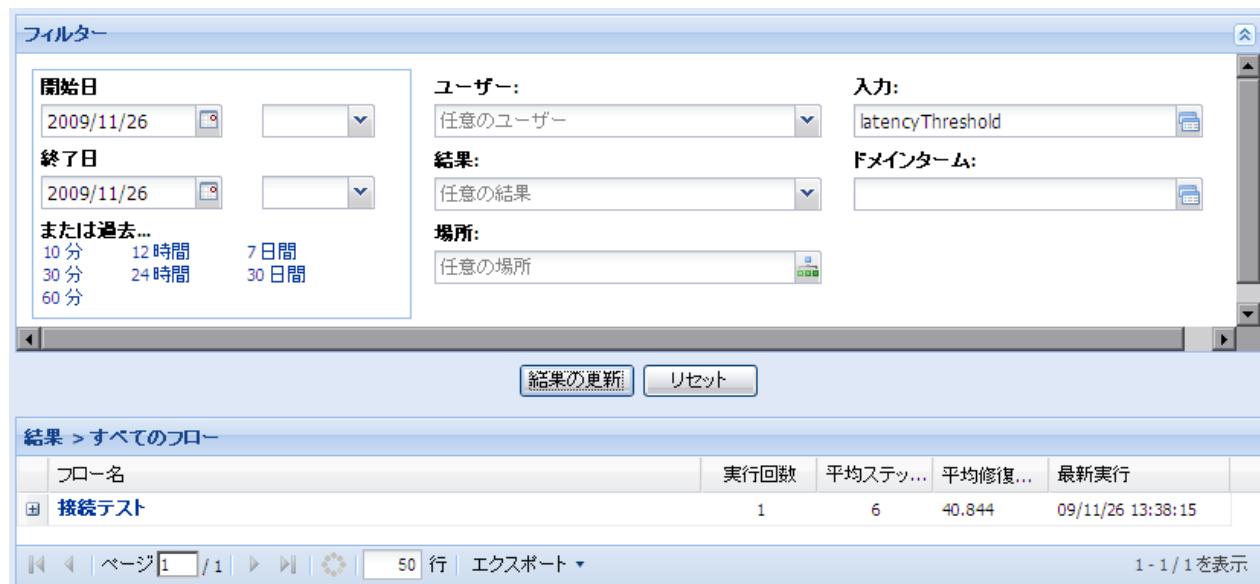 フィルター
開始日
2009/11/26
終了日
2009/11/26
または過去...
10 分 12 時間 7 日間
30 分 24 時間 30 日間
60 分
ユーザー:
任意のユーザー
結果:
任意の結果
場所:
任意の場所
入力:
latencyThreshold
ドメインターム:
結果の更新 リセット
結果 > すべてのフロー
フロー名 実行回数 平均ステッ... 平均修復... 最新実行
接続テスト 1 6 40.844 09/11/26 13:38:15
ページ 1 / 1 50 行 エクスポート 1 - 1 / 1 を表示